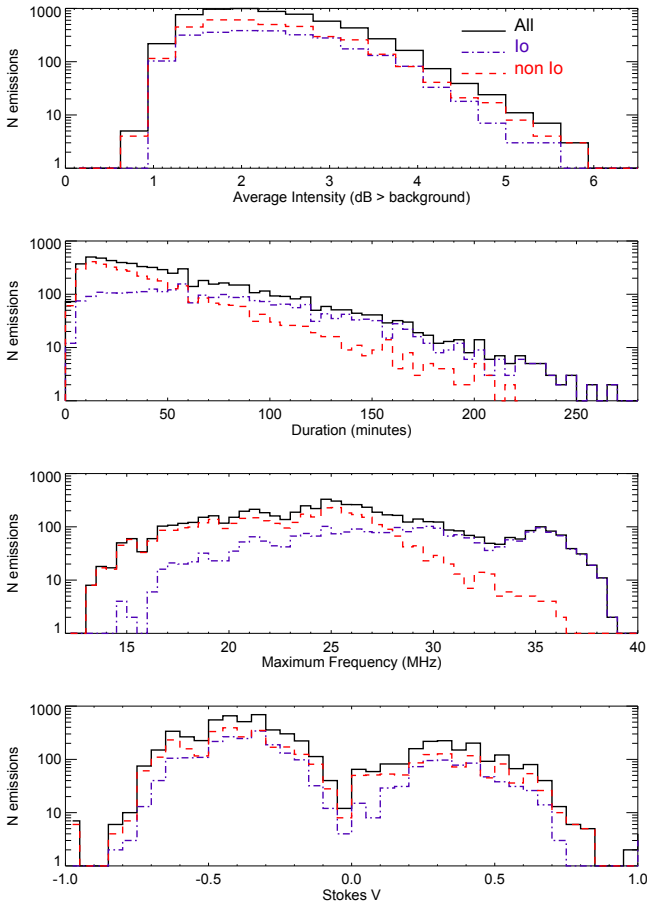 1000
100
10
1
N emissions
All
Io
non Io
0 1 2 3 4 5 6
Average Intensity (dB > background)
1000
100
10
1
N emissions
0 50 100 150 200 250
Duration (minutes)
1000
100
10
1
N emissions
15 20 25 30 35 40
Maximum Frequency (MHz)
1000
100
10
1
N emissions
-1.0 -0.5 0.0 0.5 1.0
Stokes V